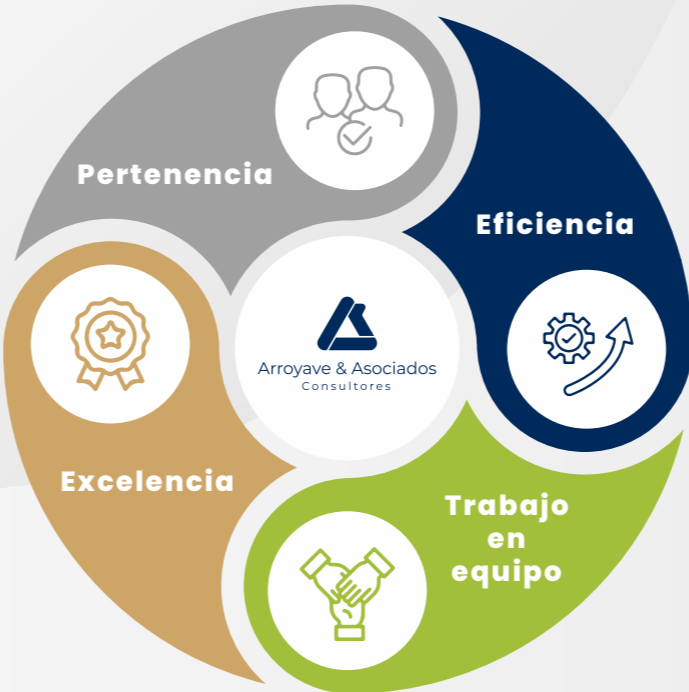 Pertenencia
Eficiencia
Arroyave & Asociados
Consultores
Excelencia
Trabajo
en
equipo